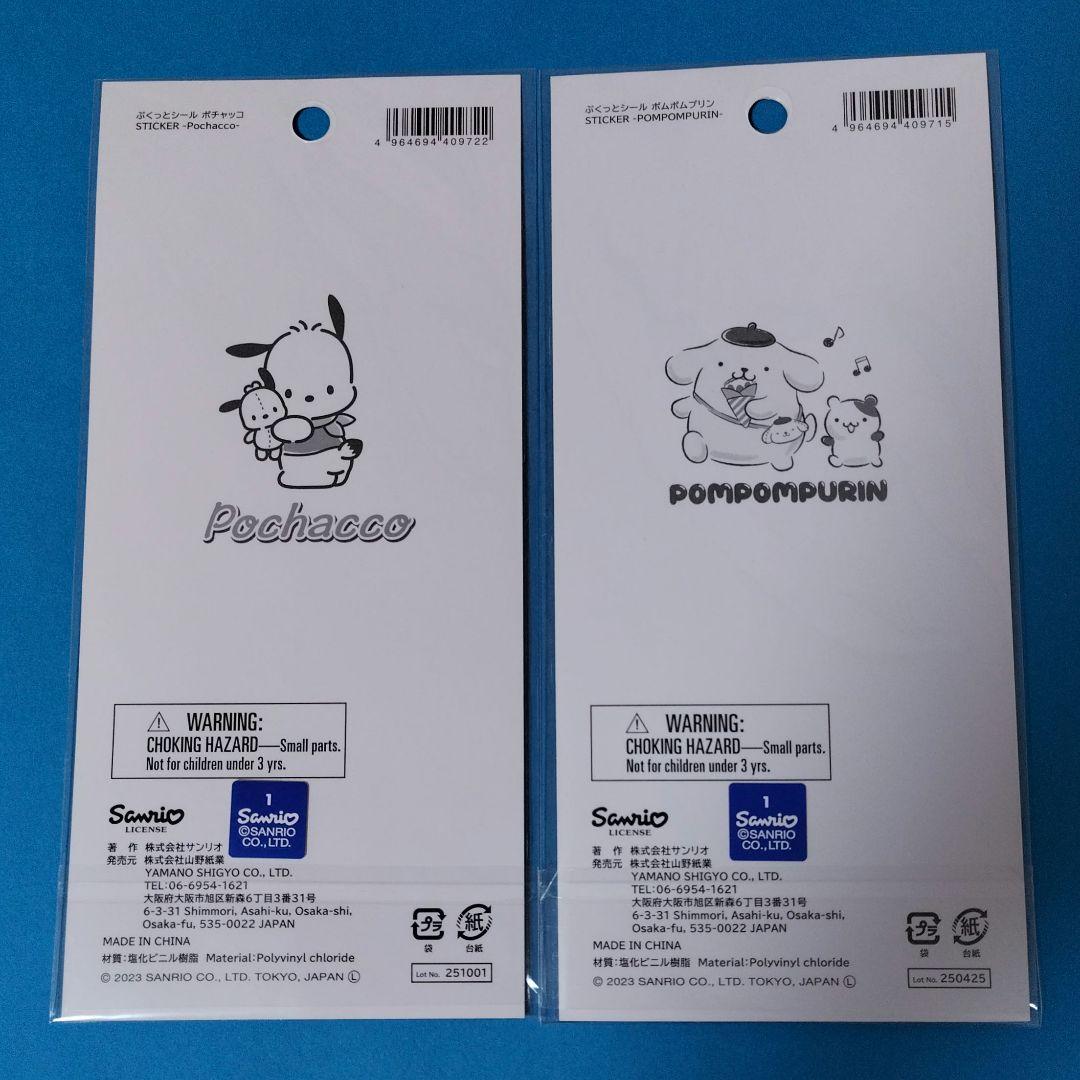 ぷくっとシール ポチャッコ
STICKER -Pochacco-
4 964694 409722
Pochacco
⚠ WARNING:
CHOKING HAZARD—Small parts.
Not for children under 3 yrs.
Sanrio
LICENSE
1
Sanrio
©SANRIO
CO.,LTD.
著 作 株式会社サンリオ
発売元 株式会社山野紙業
YAMANO SHIGYO CO., LTD.
TEL:06-6954-1621
大阪府大阪市旭区新森6丁目3番31号
6-3-31 Shimmori, Asahi-ku, Osaka-shi,
Osaka-fu, 535-0022 JAPAN
プラ
袋
紙
台紙
MADE IN CHINA
材質:塩化ビニル樹脂 Material:Polyvinyl chloride
© 2023 SANRIO CO., LTD. TOKYO, JAPAN Ⓛ
Lot No. 251001
ぷくっとシール ポムポムプリン
STICKER -POMPOMPURIN-
4 964694 409715
POMPOMPURIN
⚠ WARNING:
CHOKING HAZARD—Small parts.
Not for children under 3 yrs.
Sanrio
LICENSE
1
Sanrio
©SANRIO
CO.,LTD.
著 作 株式会社サンリオ
発売元 株式会社山野紙業
YAMANO SHIGYO CO., LTD.
TEL:06-6954-1621
大阪府大阪市旭区新森6丁目3番31号
6-3-31 Shimmori, Asahi-ku, Osaka-shi,
Osaka-fu, 535-0022 JAPAN
プラ
袋
紙
台紙
MADE IN CHINA
材質:塩化ビニル樹脂 Material:Polyvinyl chloride
© 2023 SANRIO CO., LTD. TOKYO, JAPAN Ⓛ
Lot No. 250425